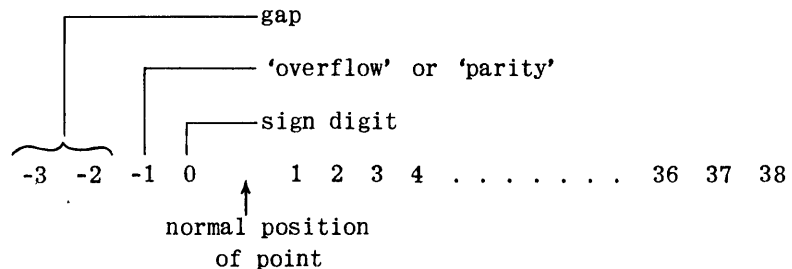 gap
'overflow' or 'parity'
sign digit
-3 -2 -1 0 1 2 3 4 . . . . . . . . 36 37 38
normal position
of point